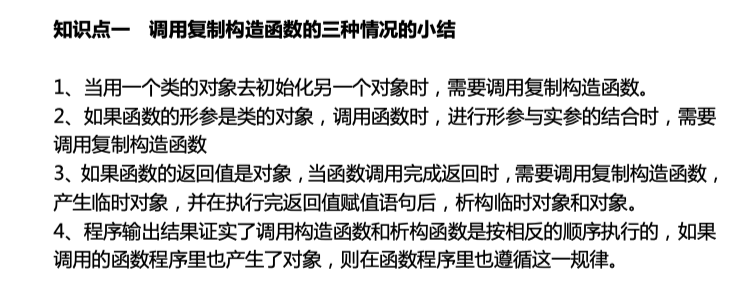 知识点一 调用复制构造函数的三种情况的小结
1、当用一个类的对象去初始化另一个对象时，需要调用复制构造函数。
2、如果函数的形参是类的对象，调用函数时，进行形参与实参的结合时，需要
调用复制构造函数
3、如果函数的返回值是对象，当函数调用完成返回时，需要调用复制构造函数，
产生临时对象，并在执行完返回值赋值语句后，析构临时对象和对象。
4、程序输出结果证实了调用构造函数和析构函数是按相反的顺序执行的，如果
调用的函数程序里也产生了对象，则在函数程序里也遵循这一规律。